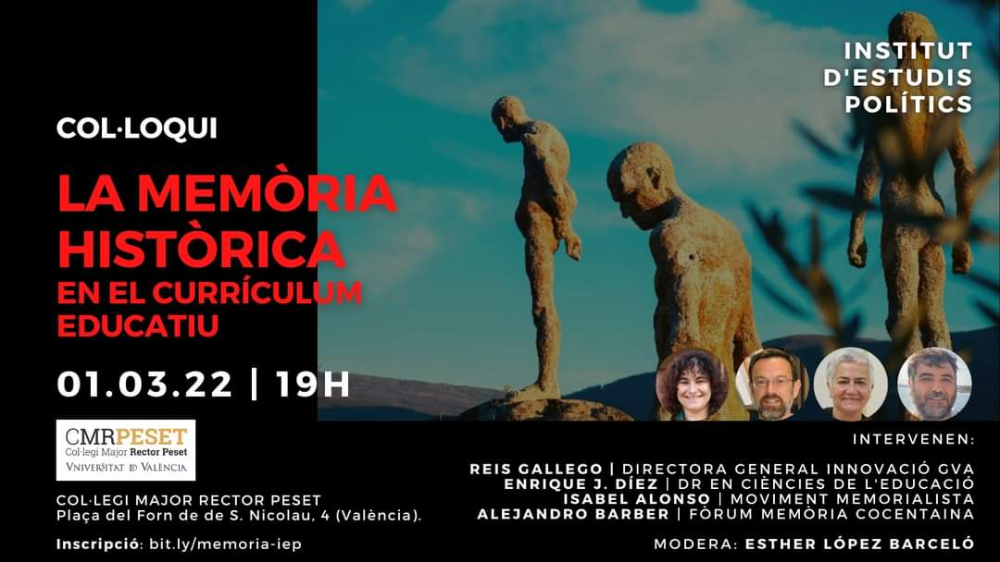 INSTITUT
D'ESTUDIS
POLÍTICS
COL·LOQUI
LA MEMÒRIA
HISTÒRICA
EN EL CURRÍCULUM
EDUCATIU
01.03.22 | 19H
CMRPESET
Col·legi Major Rector Peset
VNIVERSITAT ID VALÈNCIA
COL·LEGI MAJOR RECTOR PESET
Plaça del Forn de de S. Nicolau, 4 (València).
Inscripció: bit.ly/memoria-iep
INTERVENEN:
REIS GALLEGO | DIRECTORA GENERAL INNOVACIÓ GVA
ENRIQUE J. DÍEZ | DR EN CIÈNCIES DE L'EDUCACIÓ
ISABEL ALONSO | MOVIMENT MEMORIALISTA
ALEJANDRO BARBER | FÒRUM MEMÒRIA COCENTAINA
MODERA: ESTHER LÓPEZ BARCELÓ